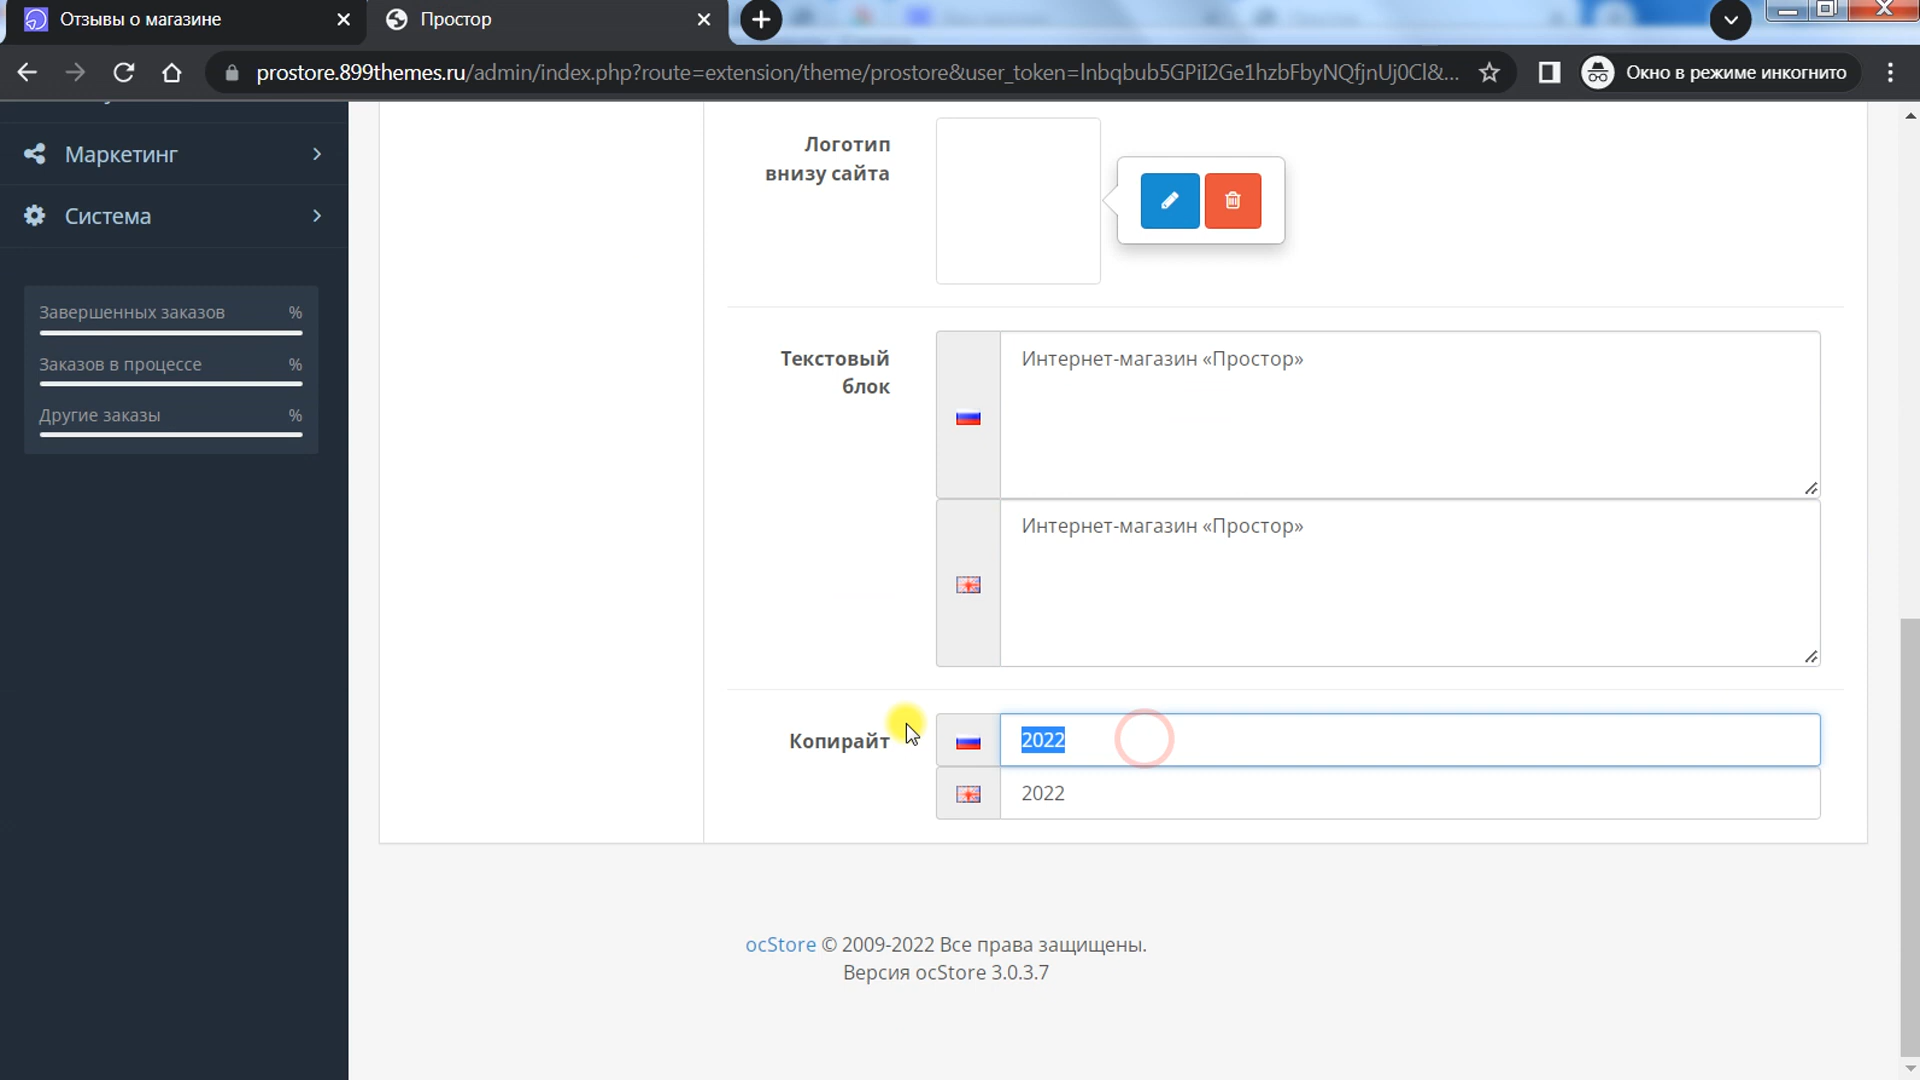 Отзывы о магазине
Простор
prostore.899themes.ru/admin/index.php?route=extension/theme/prostore&user_token=lnbqbub5GPiI2Ge1hzbFbyNQfjnUj0Cl&...
Окно в режиме инкогнито
Маркетинг
Система
Завершенных заказов %
Заказов в процессе %
Другие заказы %
Логотип
внизу сайта
Текстовый
блок
Интернет-магазин «Простор»
Интернет-магазин «Простор»
Копирайт
2022
2022
ocStore © 2009-2022 Все права защищены.
Версия ocStore 3.0.3.7